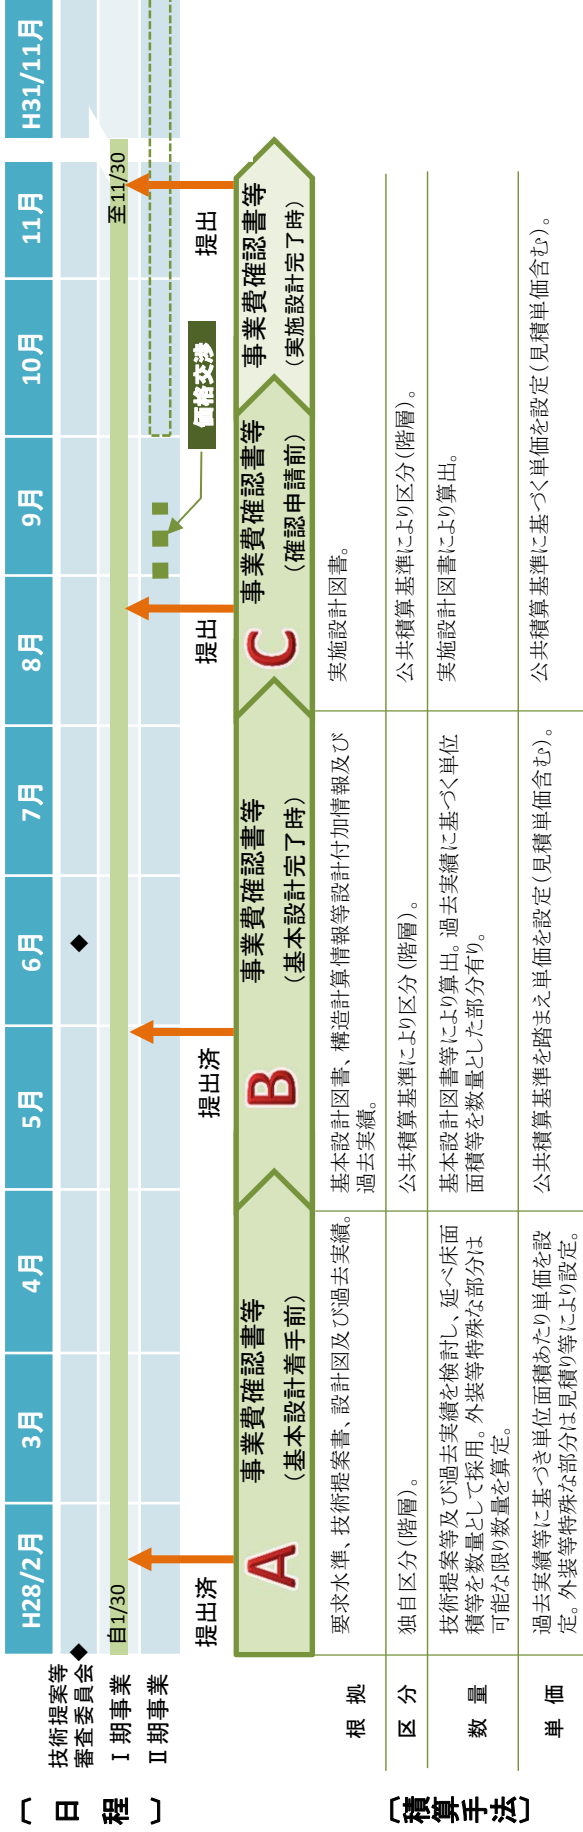 〔日程〕
H28/2月
3月
4月
5月
6月
7月
8月
9月
10月
11月
H31/11月
技術提案等
審査委員会◆
◆
Ⅰ期事業
自1/30
至11/30
Ⅱ期事業
価格交渉
提出済
提出済
提出
提出
A
事業費確認書等
（基本設計着手前）
B
事業費確認書等
（基本設計完了時）
C
事業費確認書等
（確認申請前）
事業費確認書等
（実施設計完了時）
〔積算手法〕
根拠
要求水準、技術提案書、設計図及び過去実績。
基本設計図書、構造計算情報等設計付加情報及び
過去実績。
実施設計図書。
区分
独自区分（階層）。
公共積算基準により区分（階層）。
公共積算基準により区分（階層）。
数量
技術提案等及び過去実績を検討し、延べ床面
積等を数量として採用。外装等特殊な部分は
可能な限り数量を算定。
基本設計図書等により算出。過去実績に基づく単位
面積等を数量とした部分有り。
実施設計図書により算出。
単価
過去実績等に基づき単位面積あたり単価を設
定。外装等特殊な部分は見積り等により設定。
公共積算基準を踏まえ単価を設定（見積単価含む）。
公共積算基準に基づく単価を設定（見積単価含む）。